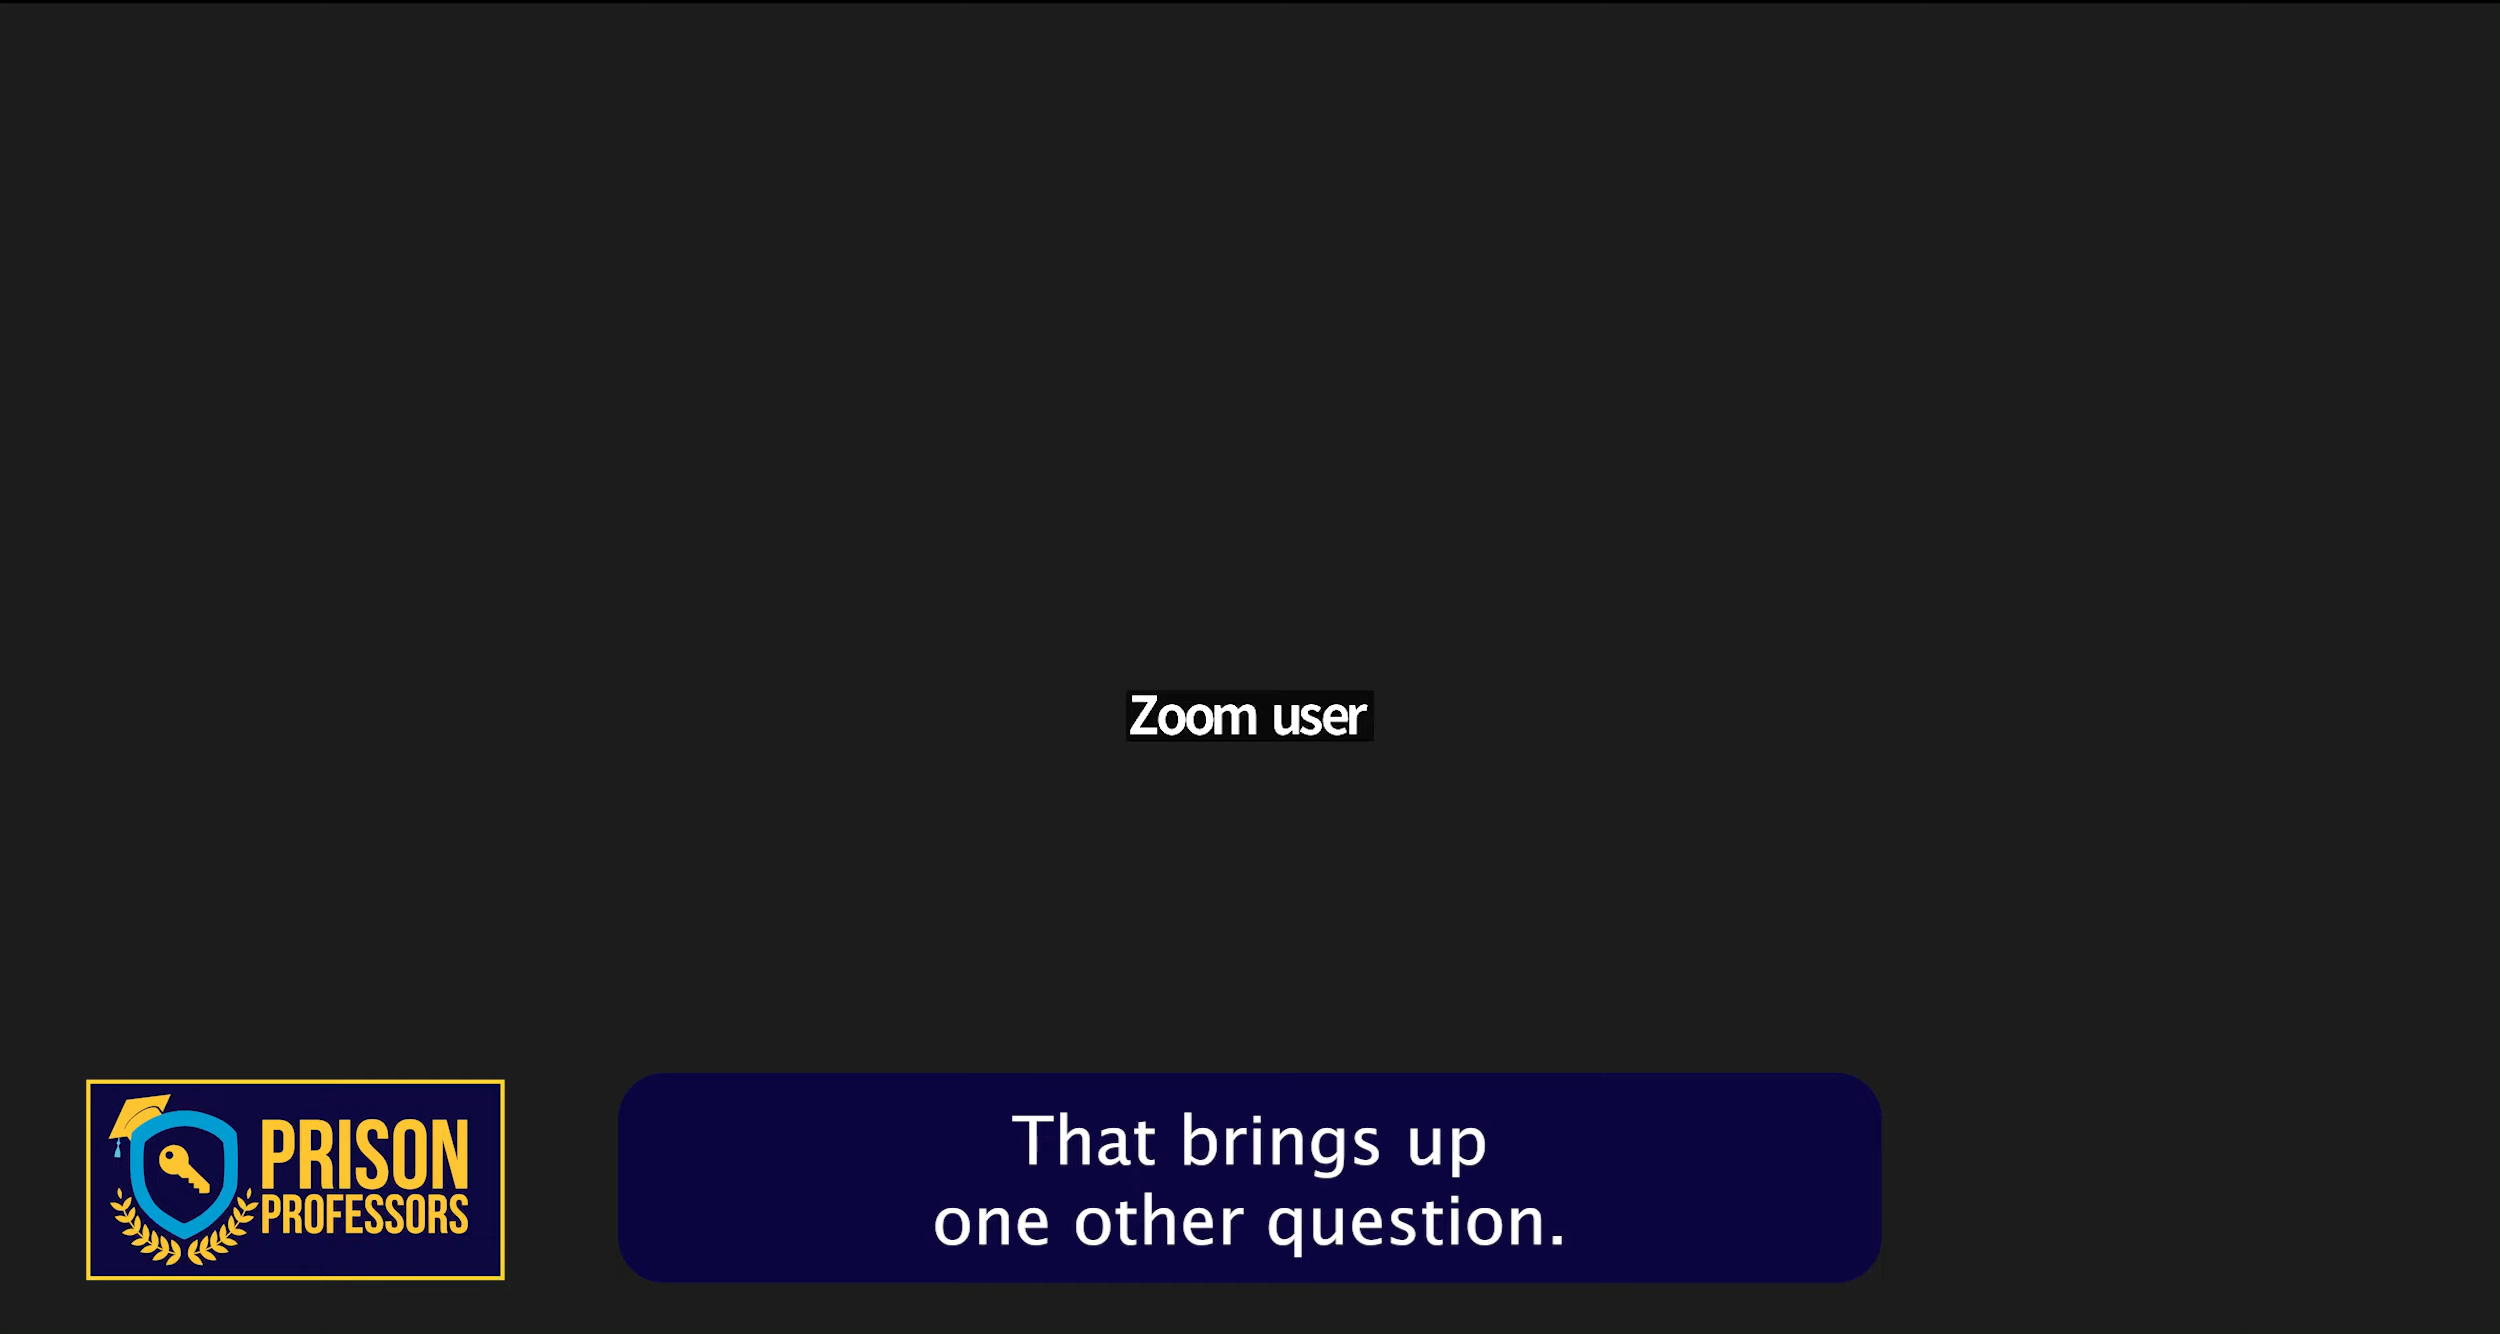 Zoom user
PRISON
PROFESSORS
That brings up
one other question.